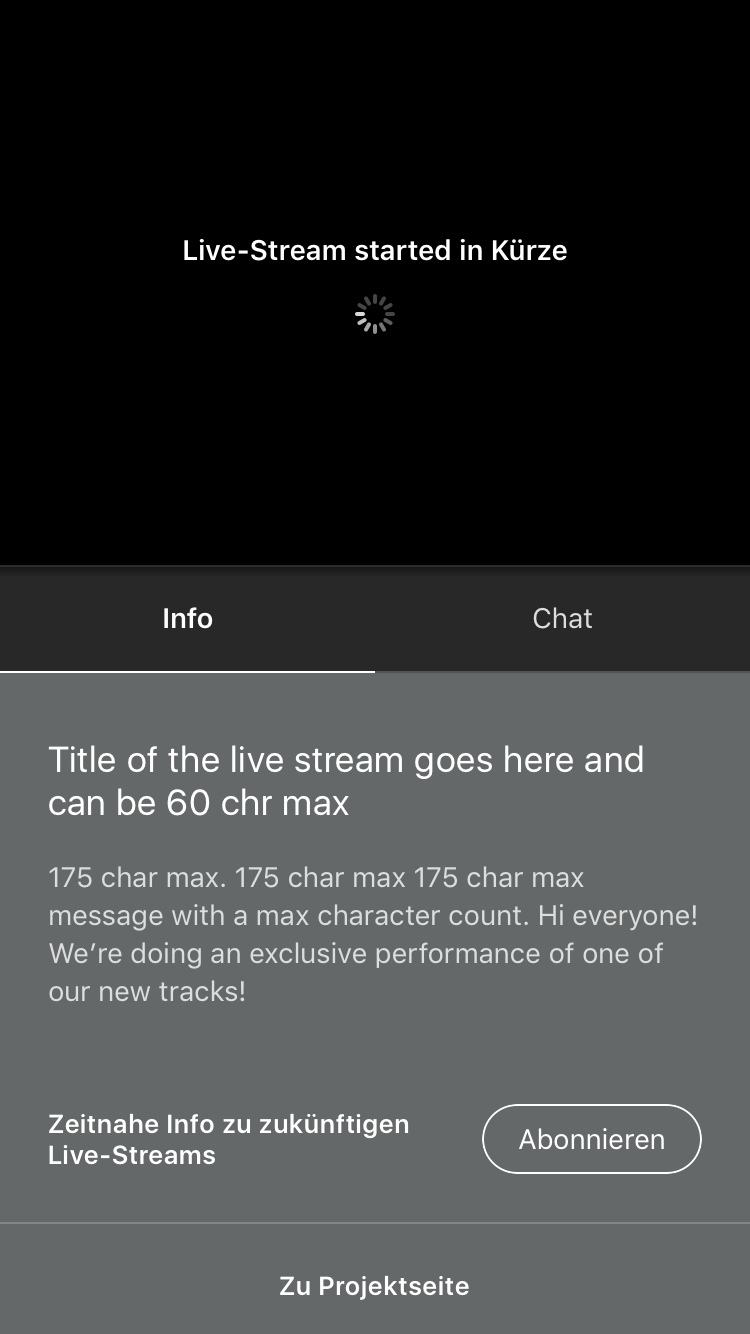 Live-Stream started in Kürze
Info
Chat
Title of the live stream goes here and
can be 60 chr max
175 char max. 175 char max 175 char max
message with a max character count. Hi everyone!
We’re doing an exclusive performance of one of
our new tracks!
Zeitnahe Info zu zukünftigen
Live-Streams
Abonnieren
Zu Projektseite